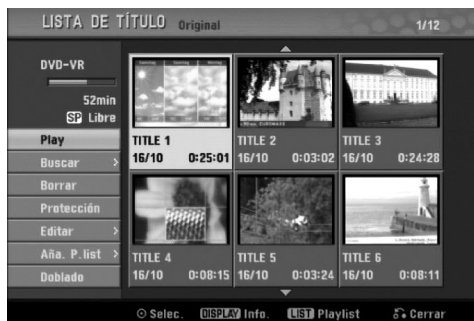 LISTA DE TÍTULO Original 1/12
DVD-VR
52min
SP Libre
Play
Buscar
Borrar
Protección
Editar
Aña. P.list
Doblado
TITLE 1
16/10 0:25:01
TITLE 2
16/10 0:03:02
TITLE 3
16/10 0:24:28
TITLE 4
16/10 0:08:15
TITLE 5
16/10 0:03:24
TITLE 6
16/10 0:08:11
Selec. DISPLAY Info. LIST Playlist Cerrar